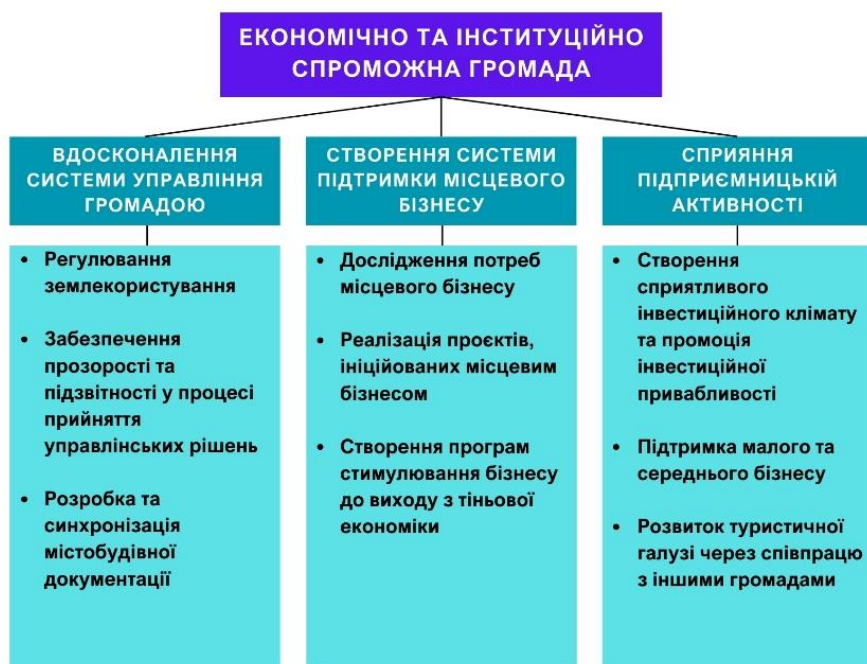 ЕКОНОМІЧНО ТА ІНСТИТУЦІЙНО
СПРОМОЖНА ГРОМАДА
ВДОСКОНАЛЕННЯ
СИСТЕМИ УПРАВЛІННЯ
ГРОМАДОЮ
• Регулювання
землекористування
• Забезпечення
прозорості та
підзвітності у процесі
прийняття
управлінських рішень
• Розробка та
синхронізація
містобудівної
документації
СТВОРЕННЯ СИСТЕМИ
ПІДТРИМКИ МІСЦЕВОГО
БІЗНЕСУ
• Дослідження потреб
місцевого бізнесу
• Реалізація проєктів,
ініційованих місцевим
бізнесом
• Створення програм
стимулювання бізнесу
до виходу з тіньової
економіки
СПРИЯННЯ
ПІДПРИЄМНИЦЬКІЙ
АКТИВНОСТІ
• Створення
сприятливого
інвестиційного клімату
та промоція
інвестиційної
привабливості
• Підтримка малого та
середнього бізнесу
• Розвиток туристичної
галузі через співпрацю
з іншими громадами